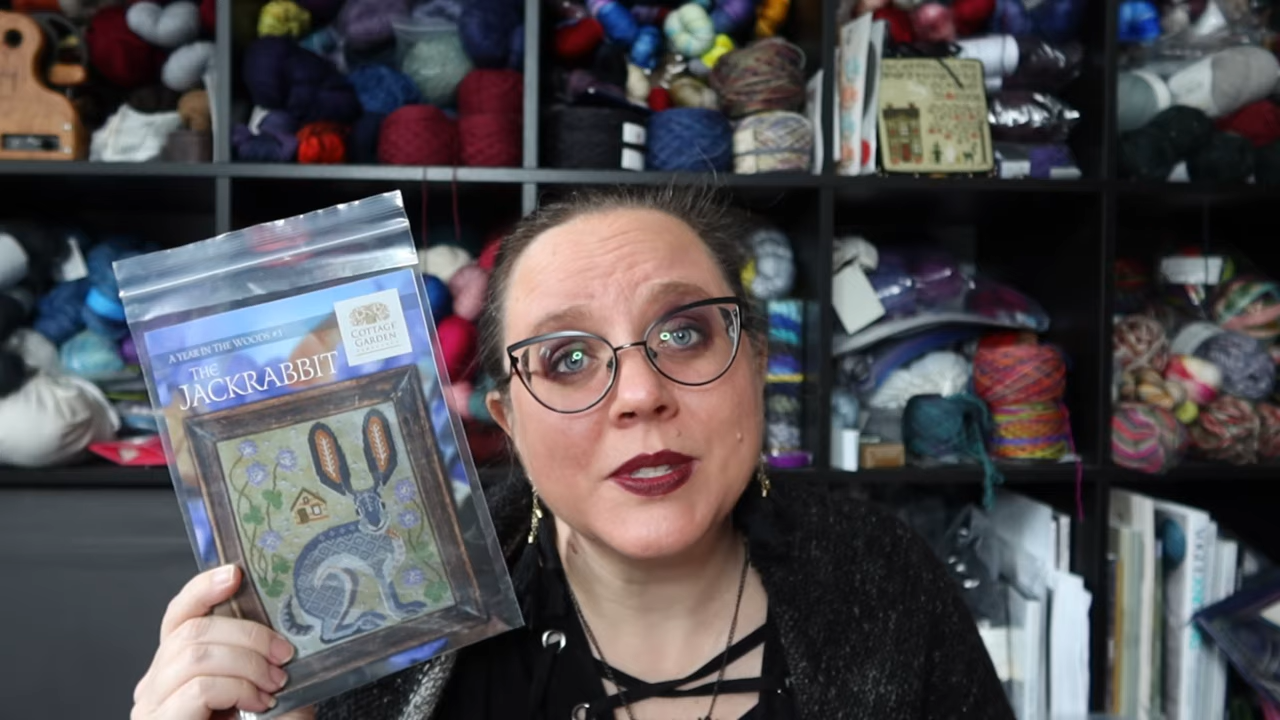 A YEAR IN THE WOODS #3
THE
JACKRABBIT
COTTAGE
GARDEN